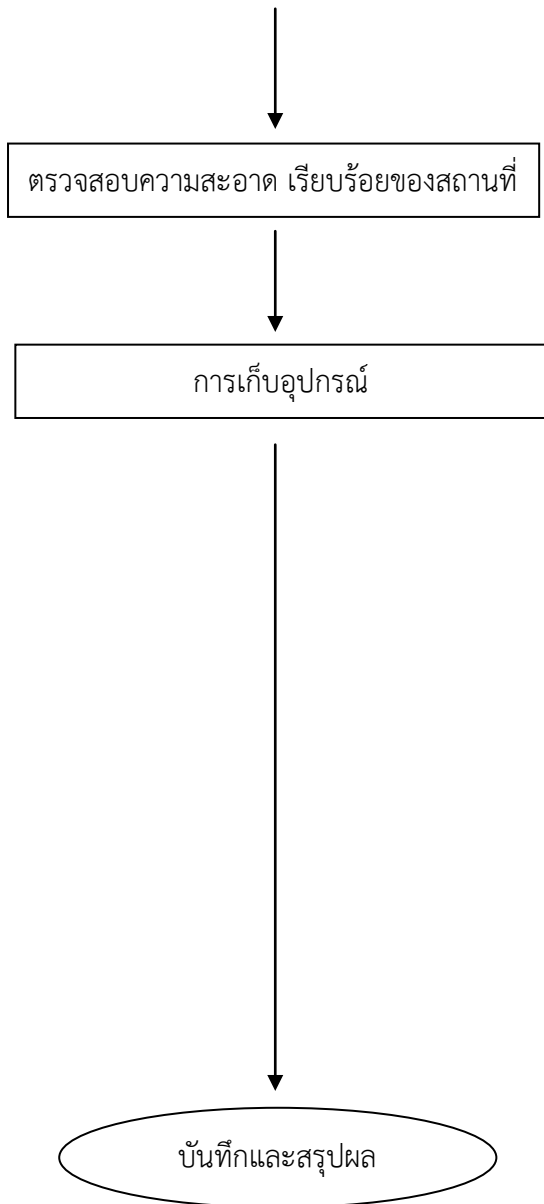 ตรวจสอบความสะอาด เรียบร้อยของสถานที่
การเก็บอุปกรณ์
บันทึกและสรุปผล